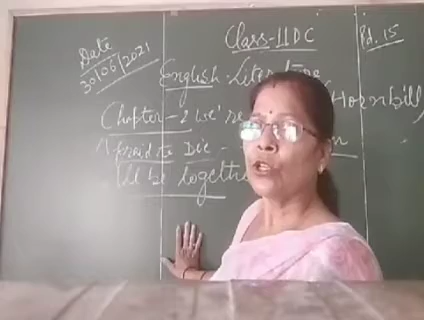 Date
30/06/2021
Class-11DC
Pd. 15
English Literature
Hornbill
Chapter-2 We're
Afraid to Die -
ll be together